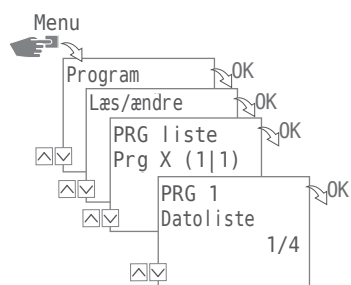 Menu
Program
OK
Læs/ændre
OK
PRG liste
OK
Prg X (1|1)
PRG 1
OK
Datoliste
1/4